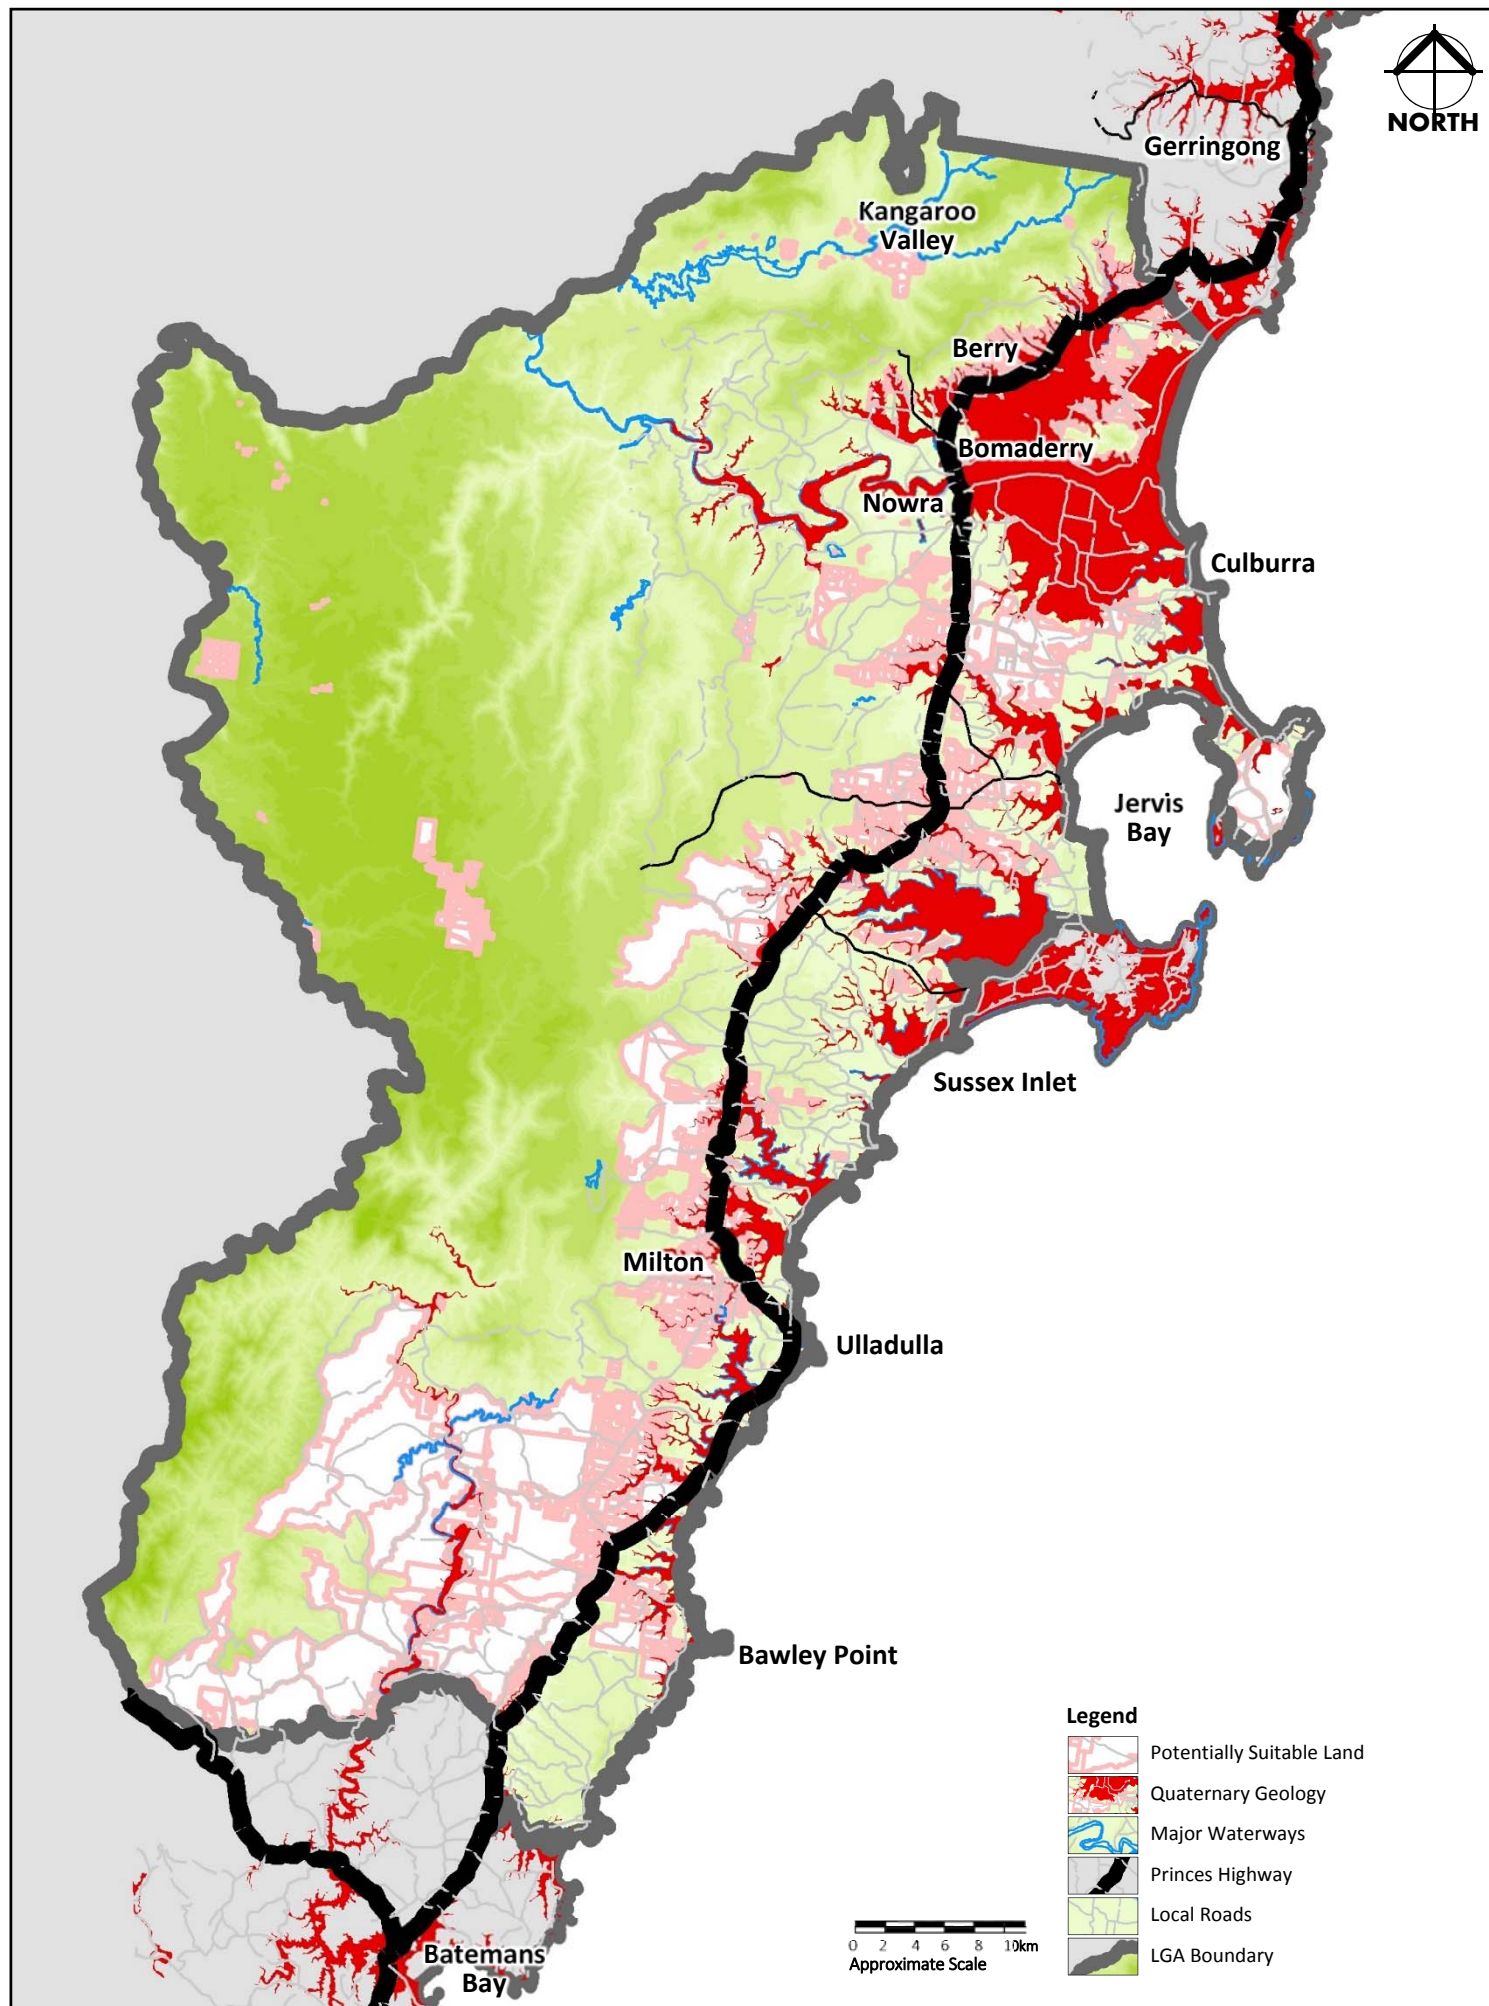 NORTH
Gerringong
Kangaroo
Valley
Berry
Bomaderry
Nowra
Culburra
Jervis
Bay
Sussex Inlet
Milton
Ulladulla
Bawley Point
Legend
Potentially Suitable Land
Quaternary Geology
Major Waterways
Princes Highway
Local Roads
LGA Boundary
0 2 4 6 8 10km
Approximate Scale
Batemans
Bay